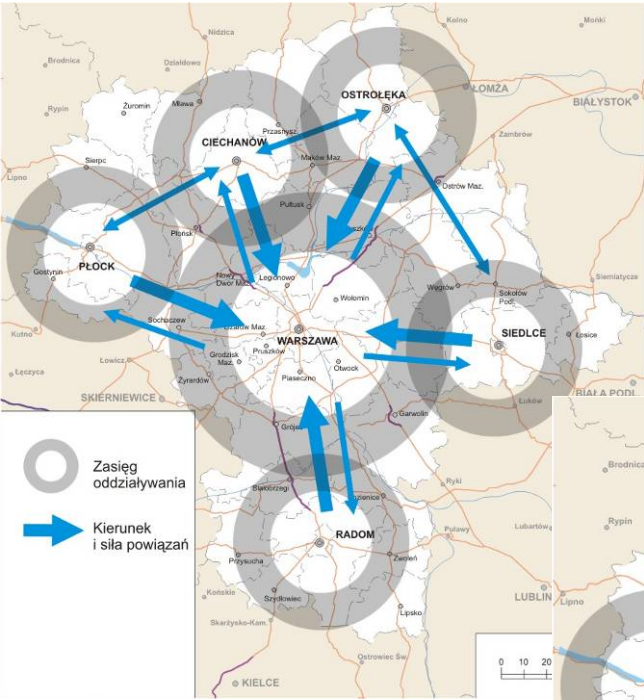 Nidzica
Kolno
Mońki
Brodnica
Działdowo
OSTROŁĘKA
ŁOMŻA
BIAŁYSTOK
Rypin
Żuromin
Mława
Przasnysz
CIECHANÓW
Zambrów
Sierpc
Maków Maz.
Lipno
Ostrów Maz.
Pułtusk
Płońsk
PŁOCK
Gostynin
Nowy
Dwór Maz.
Legionowo
Węgrów
Sokołów
Podl.
Siemiatycze
Wołomin
Sochaczew
Ożarów Maz.
WARSZAWA
SIEDLCE
Łosice
Kutno
Pruszków
Grodzisk
Maz.
Otwock
Łowicz
Łęczyca
Żyrardów
Piaseczno
SKIERNIEWICE
Łuków
BIAŁA PODL.
Garwolin
Grójec
Zasięg
oddziaływania
Białobrzegi
Ryki
Brodnica
Kierunek
i siła powiązań
RADOM
Puławy
Lubartów
Rypin
Przysucha
Zwoleń
Końskie
Szydłowiec
LUBLIN
Lipno
Lipsko
Skarżysko-Kam.
Ostrowiec Św.
0 10 20
KIELCE